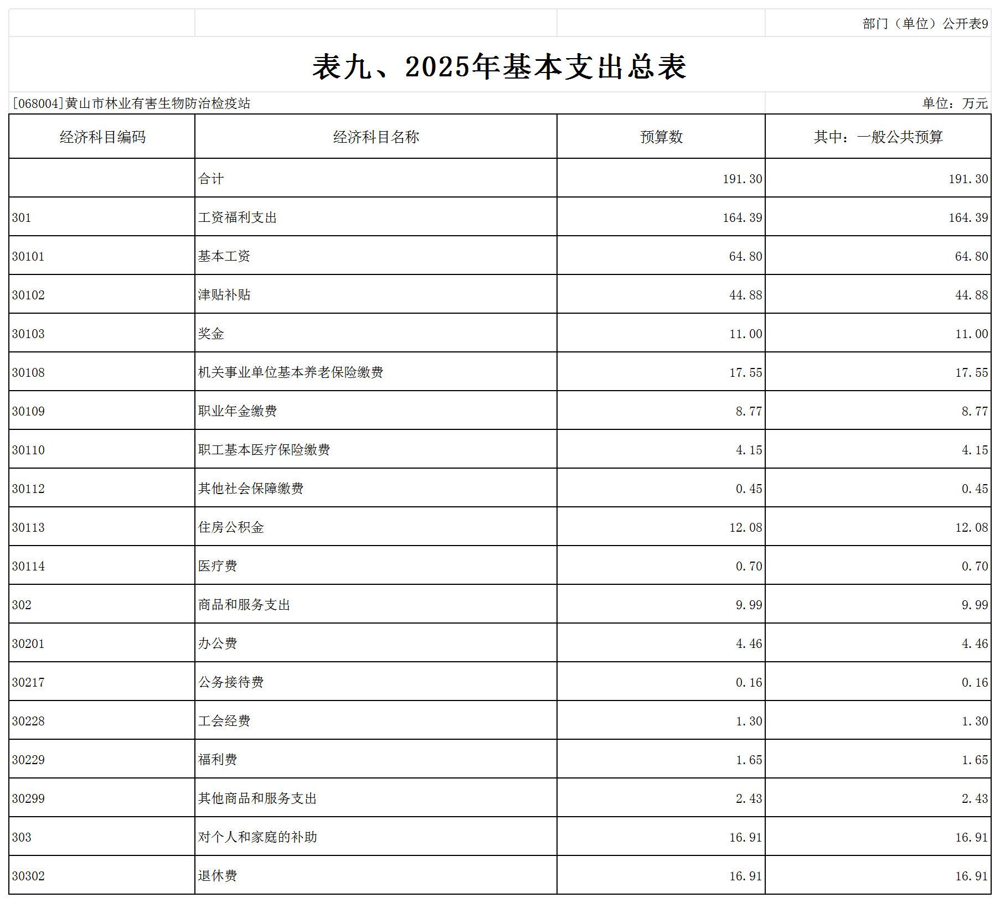 部门（单位）公开表9
表九、2025年基本支出总表
[068004]黄山市林业有害生物防治检疫站 单位：万元
经济科目编码 经济科目名称 预算数 其中：一般公共预算
合计 191.30 191.30
301 工资福利支出 164.39 164.39
30101 基本工资 64.80 64.80
30102 津贴补贴 44.88 44.88
30103 奖金 11.00 11.00
30108 机关事业单位基本养老保险缴费 17.55 17.55
30109 职业年金缴费 8.77 8.77
30110 职工基本医疗保险缴费 4.15 4.15
30112 其他社会保障缴费 0.45 0.45
30113 住房公积金 12.08 12.08
30114 医疗费 0.70 0.70
302 商品和服务支出 9.99 9.99
30201 办公费 4.46 4.46
30217 公务接待费 0.16 0.16
30228 工会经费 1.30 1.30
30229 福利费 1.65 1.65
30299 其他商品和服务支出 2.43 2.43
303 对个人和家庭的补助 16.91 16.91
30302 退休费 16.91 16.91